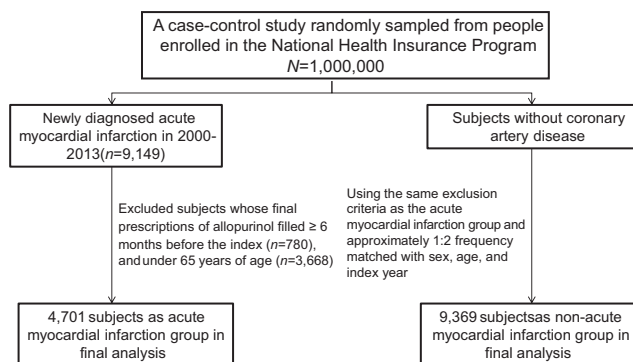 A case-control study randomly sampled from people
enrolled in the National Health Insurance Program
N=1,000,000
Newly diagnosed acute
myocardial infarction in 2000-
2013(n=9,149)
Subjects without coronary
artery disease
Excluded subjects whose final
prescriptions of allopurinol filled ≥ 6
months before the index (n=780),
and under 65 years of age (n=3,668)
Using the same exclusion
criteria as the acute
myocardial infarction group and
approximately 1:2 frequency
matched with sex, age, and
index year
4,701 subjects as acute
myocardial infarction group in
final analysis
9,369 subjectsas non-acute
myocardial infarction group in
final analysis